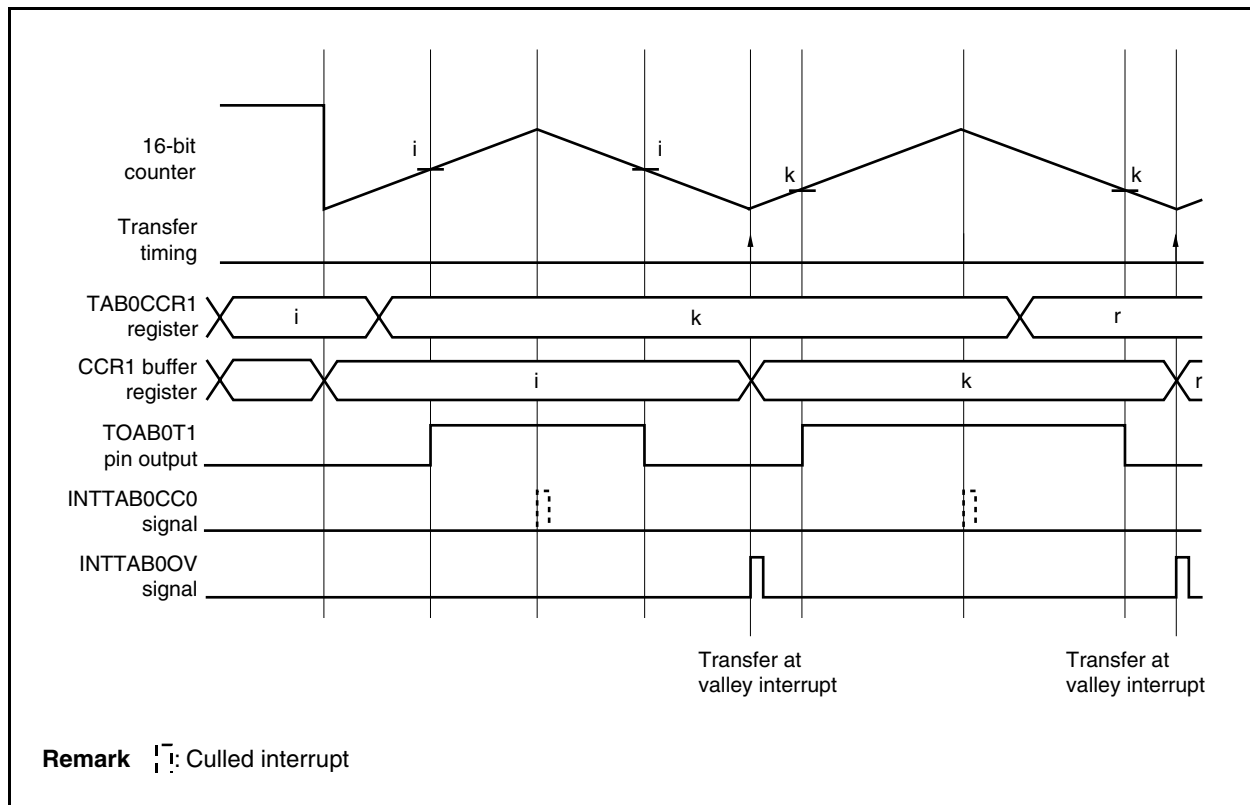 16-bit
counter
i
i
k
k
Transfer
timing
TAB0CCR1
register
i
k
r
CCR1 buffer
register
i
k
r
TOAB0T1
pin output
INTTAB0CC0
signal
INTTAB0OV
signal
Transfer at
valley interrupt
Transfer at
valley interrupt
Remark : Culled interrupt